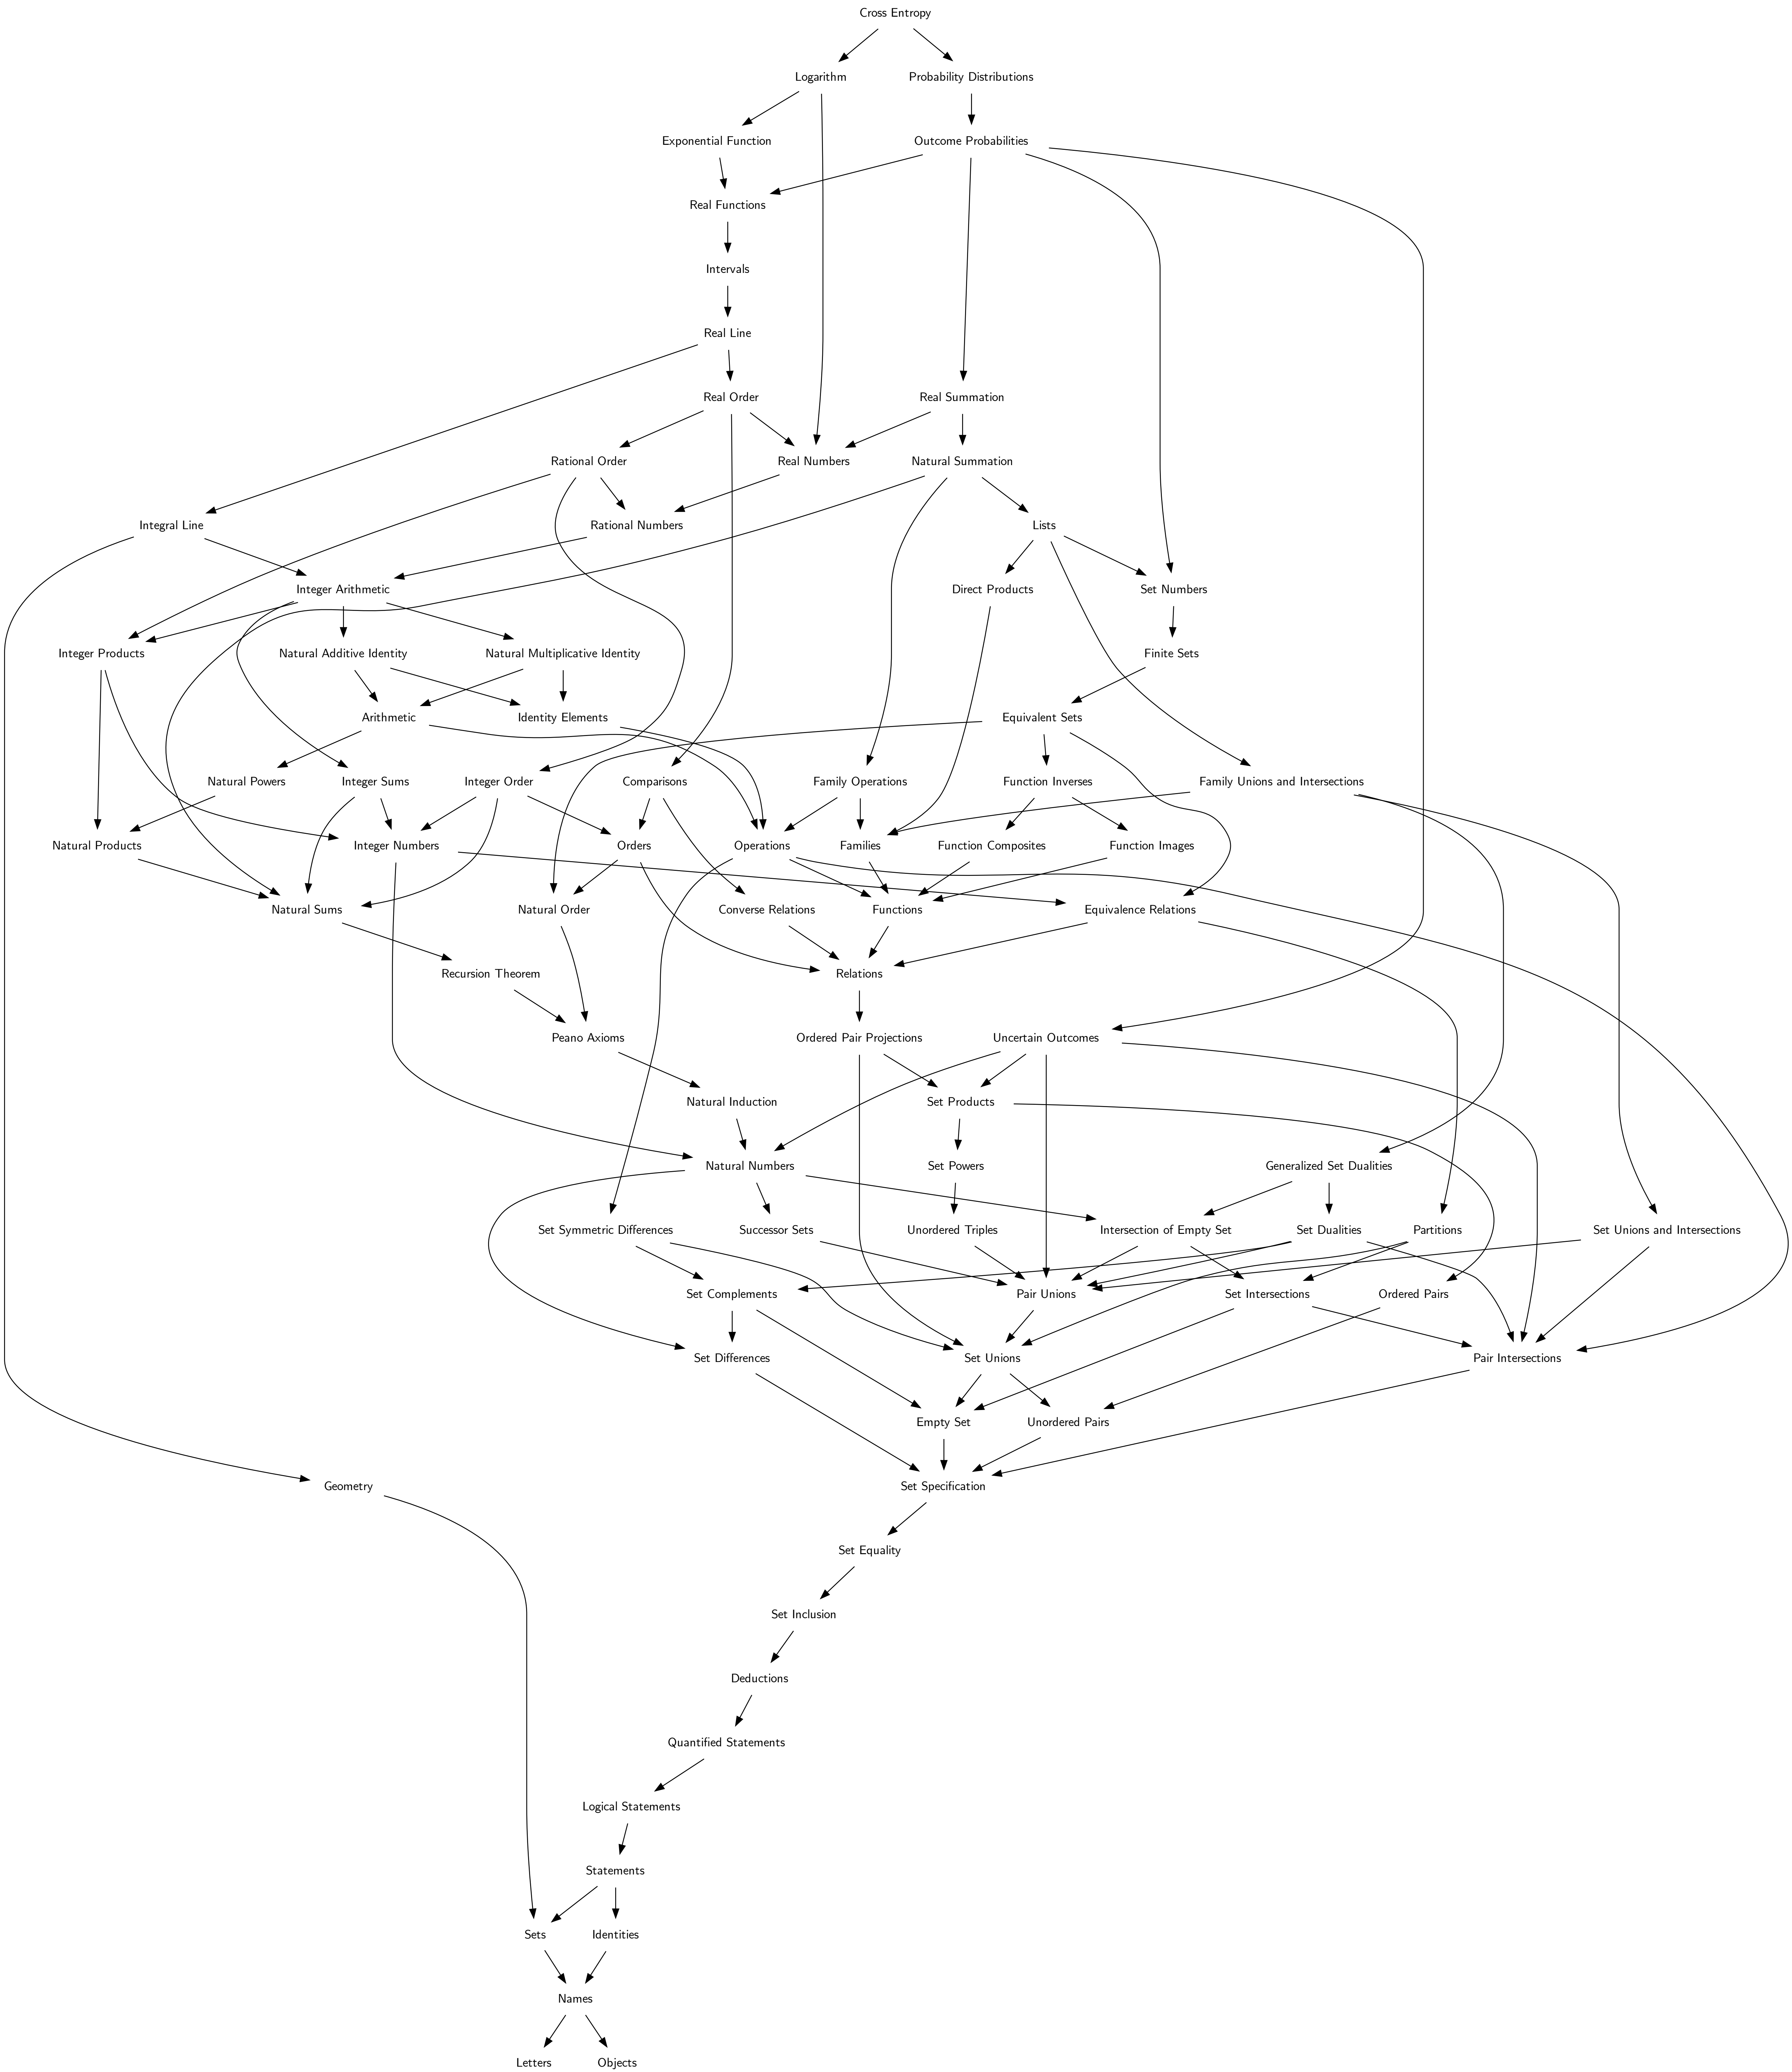 Cross Entropy
Logarithm
Probability Distributions
Exponential Function
Outcome Probabilities
Real Functions
Intervals
Real Line
Real Order
Real Summation
Rational Order
Real Numbers
Natural Summation
Integral Line
Rational Numbers
Lists
Integer Arithmetic
Direct Products
Set Numbers
Integer Products
Natural Additive Identity
Natural Multiplicative Identity
Finite Sets
Arithmetic
Identity Elements
Equivalent Sets
Natural Powers
Integer Sums
Integer Order
Comparisons
Family Operations
Function Inverses
Family Unions and Intersections
Natural Products
Integer Numbers
Orders
Operations
Families
Function Composites
Function Images
Natural Sums
Natural Order
Converse Relations
Functions
Equivalence Relations
Recursion Theorem
Relations
Peano Axioms
Ordered Pair Projections
Uncertain Outcomes
Natural Induction
Set Products
Natural Numbers
Set Powers
Generalized Set Dualities
Set Symmetric Differences
Successor Sets
Unordered Triples
Intersection of Empty Set
Set Dualities
Partitions
Set Unions and Intersections
Set Complements
Pair Unions
Set Intersections
Ordered Pairs
Set Differences
Set Unions
Pair Intersections
Empty Set
Unordered Pairs
Geometry
Set Specification
Set Equality
Set Inclusion
Deductions
Quantified Statements
Logical Statements
Statements
Sets
Identities
Names
Letters
Objects